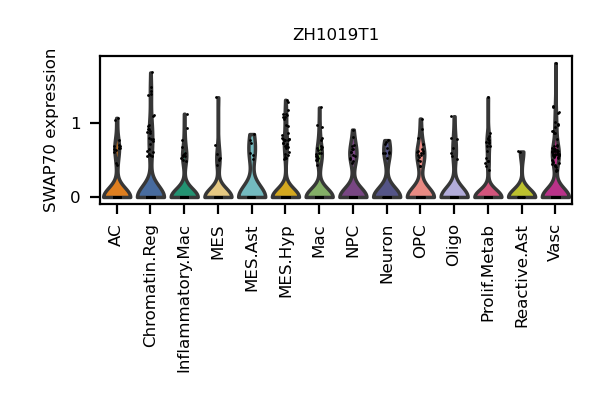 ZH1019T1
SWAP70 expression
1
0
AC
Chromatin.Reg
Inflammatory.Mac
MES
MES.Ast
MES.Hyp
Mac
NPC
Neuron
OPC
Oligo
Prolif.Metab
Reactive.Ast
Vasc